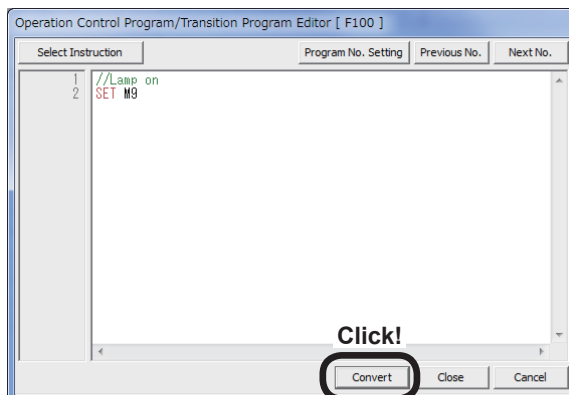 Operation Control Program/Transition Program Editor [ F100 ]
Select Instruction Program No. Setting Previous No. Next No.
1 //Lamp on
2 SET M9
Click!
Convert Close Cancel